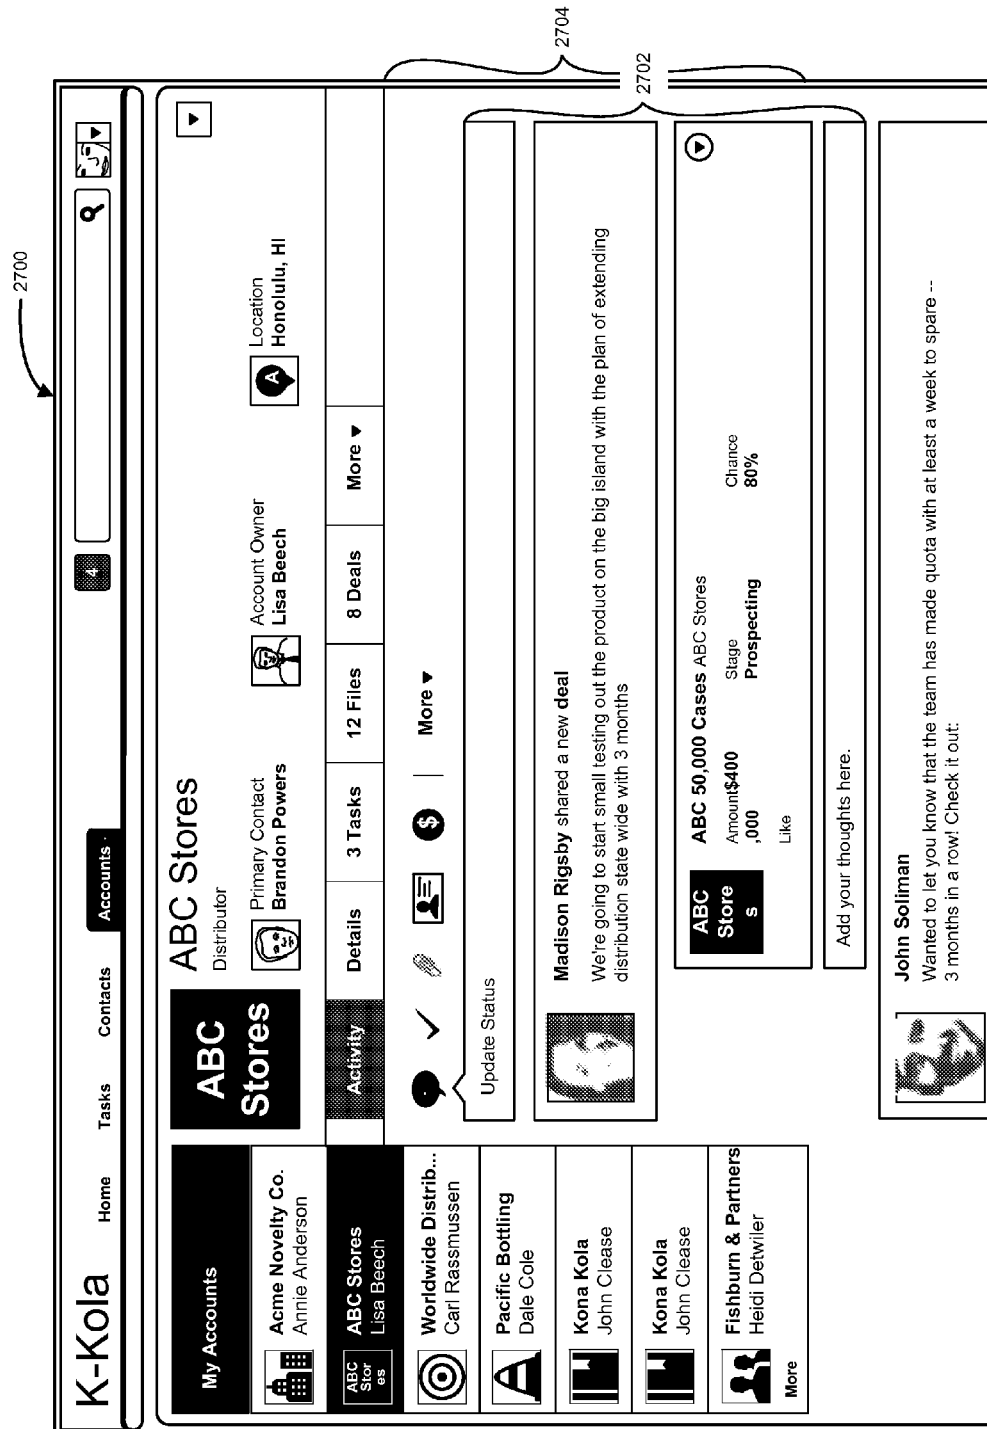 2700
K-Kola
Home
Tasks
Contacts
Accounts
4
My Accounts
Acme Novelty Co.
Annie Anderson
ABC
Stor
es
ABC Stores
Lisa Beech
Worldwide Distrib...
Carl Rassmussen
Pacific Bottling
Dale Cole
Kona Kola
John Clease
Kona Kola
John Clease
Fishburn & Partners
Heidi Detwiler
More
ABC
Stores
ABC Stores
Distributor
Primary Contact
Brandon Powers
Account Owner
Lisa Beech
A
Location
Honolulu, HI
Activity
Details
3 Tasks
12 Files
8 Deals
More
$
More
Update Status
Madison Rigsby shared a new deal
We're going to start small testing out the product on the big island with the plan of extending
distribution state wide with 3 months
ABC
Store
s
ABC 50,000 Cases ABC Stores
Amount$400
,000
Stage
Prospecting
Chance
80%
Like
Add your thoughts here.
John Soliman
Wanted to let you know that the team has made quota with at least a week to spare --
3 months in a row! Check it out:
2702
2704